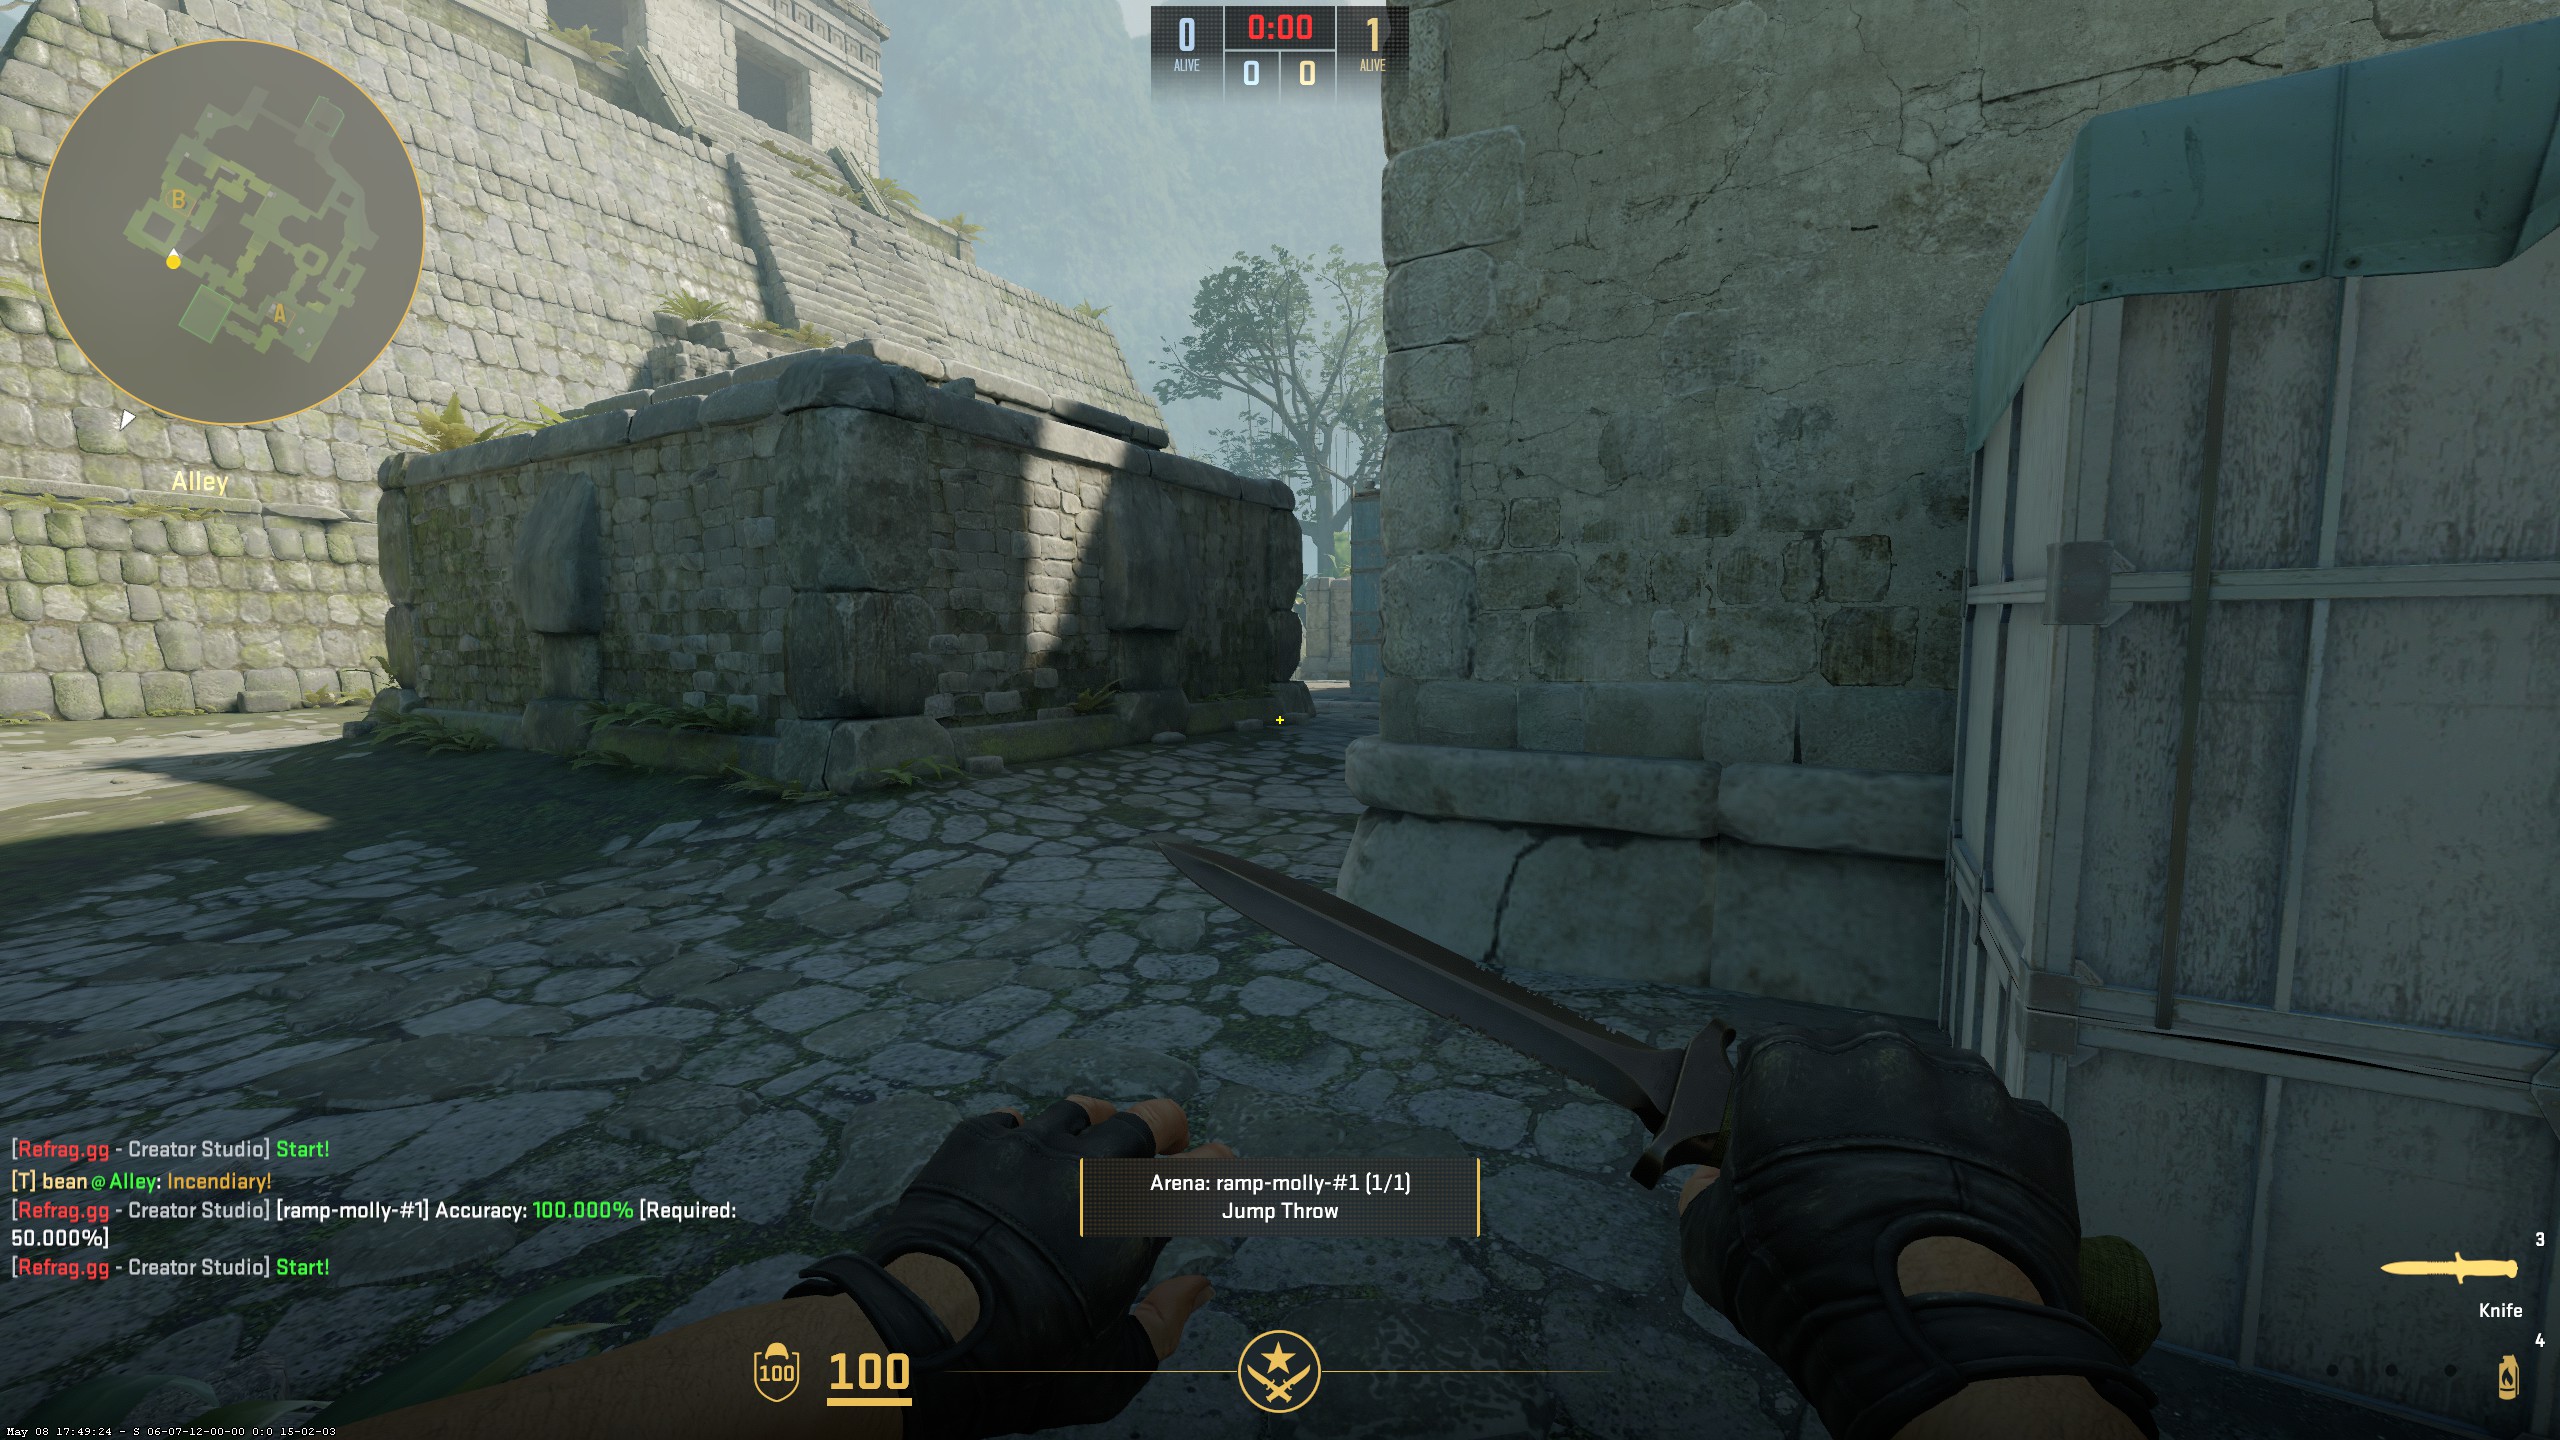 0
ALIVE
0:00
0 0
1
ALIVE
B
A
Alley
[Refrag.gg - Creator Studio] Start!
[T] bean@Alley: Incendiary!
[Refrag.gg - Creator Studio] [ramp-molly-#1] Accuracy: 100.000% [Required:
50.000%]
[Refrag.gg - Creator Studio] Start!
Arena: ramp-molly-#1 (1/1)
Jump Throw
3
Knife
4
100
100
May 08 17:49:24 - S 06-07-12-00-00 0:0 15-02-03